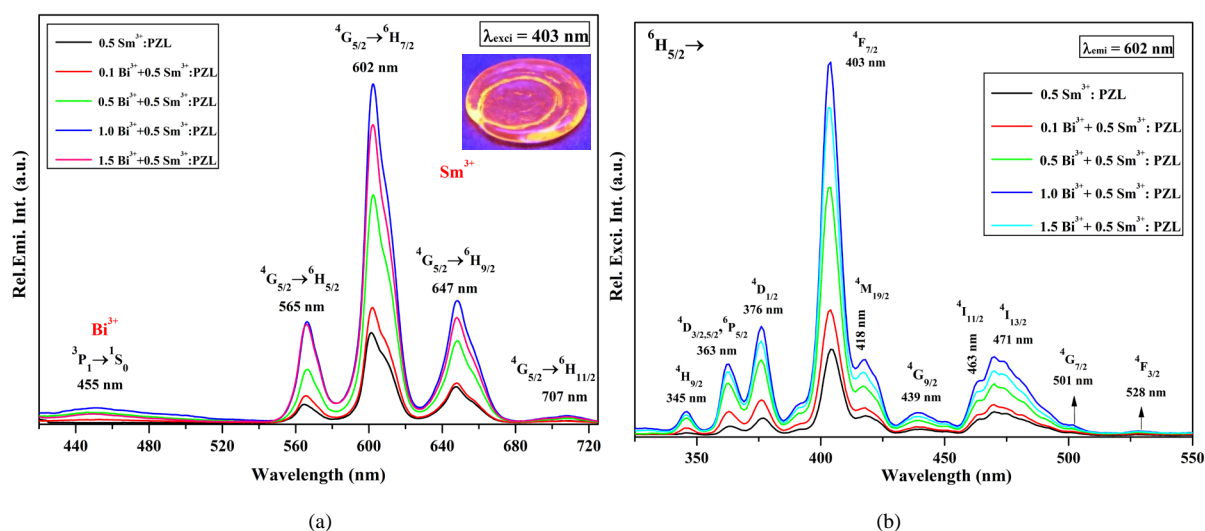 ⁴G₅/₂→⁶H₇/₂
602 nm
λexci = 403 nm
0.5 Sm³⁺:PZL
0.1 Bi³⁺+0.5 Sm³⁺:PZL
0.5 Bi³⁺+0.5 Sm³⁺:PZL
1.0 Bi³⁺+0.5 Sm³⁺:PZL
1.5 Bi³⁺+0.5 Sm³⁺:PZL
Sm³⁺
⁴G₅/₂→⁶H₅/₂
565 nm
⁴G₅/₂→⁶H₉/₂
647 nm
Bi³⁺
³P₁→¹S₀
455 nm
⁴G₅/₂→⁶H₁₁/₂
707 nm
Rel.Emi. Int. (a.u.)
440 480 520 560 600 640 680 720
Wavelength (nm)
(a)
⁶H₅/₂→
⁴F₇/₂
403 nm
λemi = 602 nm
0.5 Sm³⁺: PZL
0.1 Bi³⁺ + 0.5 Sm³⁺: PZL
0.5 Bi³⁺ + 0.5 Sm³⁺: PZL
1.0 Bi³⁺ + 0.5 Sm³⁺: PZL
1.5 Bi³⁺ + 0.5 Sm³⁺: PZL
⁴H₉/₂
345 nm
⁴D₃/₂,₅/₂,⁶P₅/₂
363 nm
⁴D₁/₂
376 nm
⁴M₁₉/₂
418 nm
⁴G₉/₂
439 nm
⁴I₁₁/₂
463 nm
⁴I₁₃/₂
471 nm
⁴G₇/₂
501 nm
⁴F₃/₂
528 nm
Rel. Exci. Int. (a.u.)
350 375 400 425 450 475 500 525 550
Wavelength (nm)
(b)